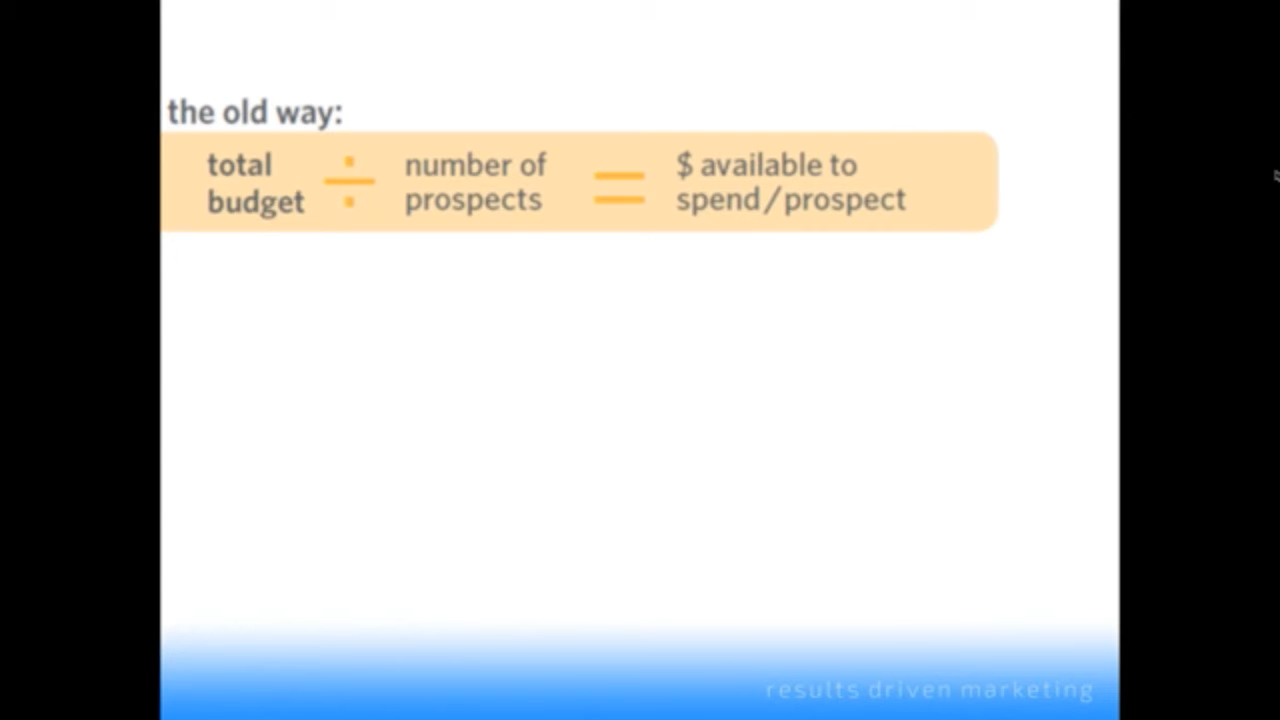 the old way:
total budget ÷ number of prospects = $ available to spend/prospect
results driven marketing